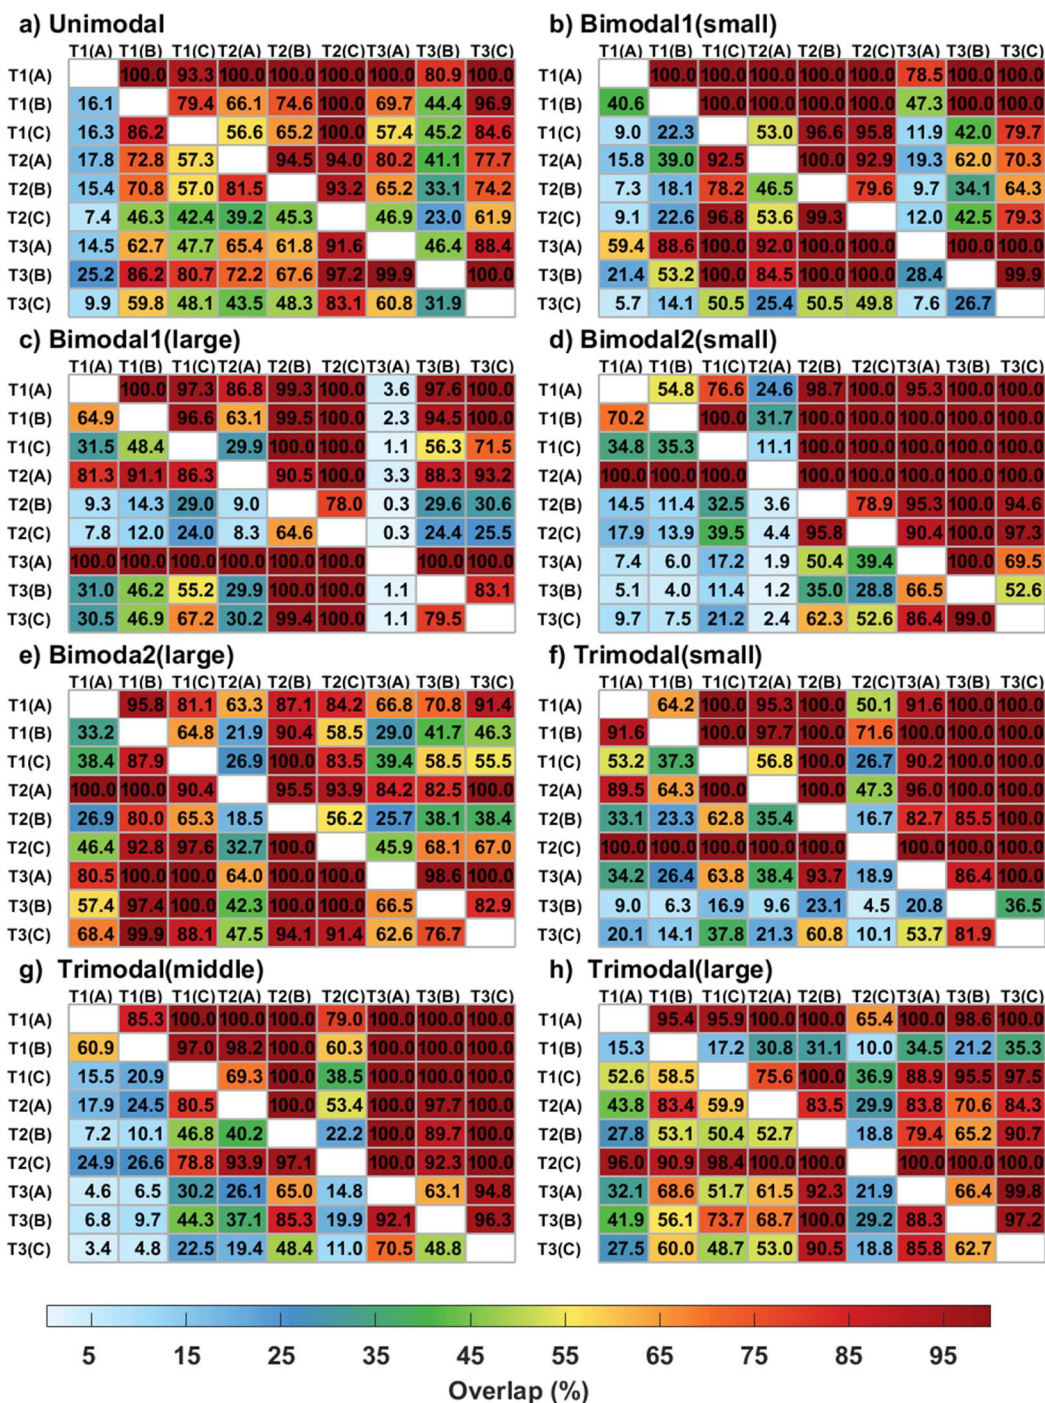 a) Unimodal
T1(A) T1(B) T1(C) T2(A) T2(B) T2(C) T3(A) T3(B) T3(C)
T1(A) 100.0 93.3 100.0 100.0 100.0 100.0 80.9 100.0
T1(B) 16.1 79.4 66.1 74.6 100.0 69.7 44.4 96.9
T1(C) 16.3 86.2 56.6 65.2 100.0 57.4 45.2 84.6
T2(A) 17.8 72.8 57.3 94.5 94.0 80.2 41.1 77.7
T2(B) 15.4 70.8 57.0 81.5 93.2 65.2 33.1 74.2
T2(C) 7.4 46.3 42.4 39.2 45.3 46.9 23.0 61.9
T3(A) 14.5 62.7 47.7 65.4 61.8 91.6 46.4 88.4
T3(B) 25.2 86.2 80.7 72.2 67.6 97.2 99.9 100.0
T3(C) 9.9 59.8 48.1 43.5 48.3 83.1 60.8 31.9
b) Bimodal1(small)
T1(A) T1(B) T1(C) T2(A) T2(B) T2(C) T3(A) T3(B) T3(C)
T1(A) 100.0 100.0 100.0 100.0 100.0 78.5 100.0 100.0
T1(B) 40.6 100.0 100.0 100.0 100.0 47.3 100.0 100.0
T1(C) 9.0 22.3 53.0 96.6 95.8 11.9 42.0 79.7
T2(A) 15.8 39.0 92.5 100.0 92.9 19.3 62.0 70.3
T2(B) 7.3 18.1 78.2 46.5 79.6 9.7 34.1 64.3
T2(C) 9.1 22.6 96.8 53.6 99.3 12.0 42.5 79.3
T3(A) 59.4 88.6 100.0 92.0 100.0 100.0 100.0 100.0
T3(B) 21.4 53.2 100.0 84.5 100.0 100.0 28.4 99.9
T3(C) 5.7 14.1 50.5 25.4 50.5 49.8 7.6 26.7
c) Bimodal1(large)
T1(A) T1(B) T1(C) T2(A) T2(B) T2(C) T3(A) T3(B) T3(C)
T1(A) 100.0 97.3 86.8 99.3 100.0 3.6 97.6 100.0
T1(B) 64.9 96.6 63.1 99.5 100.0 2.3 94.5 100.0
T1(C) 31.5 48.4 29.9 100.0 100.0 1.1 56.3 71.5
T2(A) 81.3 91.1 86.3 90.5 100.0 3.3 88.3 93.2
T2(B) 9.3 14.3 29.0 9.0 78.0 0.3 29.6 30.6
T2(C) 7.8 12.0 24.0 8.3 64.6 0.3 24.4 25.5
T3(A) 100.0 100.0 100.0 100.0 100.0 100.0 100.0 100.0
T3(B) 31.0 46.2 55.2 29.9 100.0 100.0 1.1 83.1
T3(C) 30.5 46.9 67.2 30.2 99.4 100.0 1.1 79.5
d) Bimodal2(small)
T1(A) T1(B) T1(C) T2(A) T2(B) T2(C) T3(A) T3(B) T3(C)
T1(A) 54.8 76.6 24.6 98.7 100.0 95.3 100.0 100.0
T1(B) 70.2 100.0 31.7 100.0 100.0 100.0 100.0 100.0
T1(C) 34.8 35.3 11.1 100.0 100.0 100.0 100.0 100.0
T2(A) 100.0 100.0 100.0 100.0 100.0 100.0 100.0 100.0
T2(B) 14.5 11.4 32.5 3.6 78.9 95.3 100.0 94.6
T2(C) 17.9 13.9 39.5 4.4 95.8 90.4 100.0 97.3
T3(A) 7.4 6.0 17.2 1.9 50.4 39.4 100.0 69.5
T3(B) 5.1 4.0 11.4 1.2 35.0 28.8 66.5 52.6
T3(C) 9.7 7.5 21.2 2.4 62.3 52.6 86.4 99.0
e) Bimoda2(large)
T1(A) T1(B) T1(C) T2(A) T2(B) T2(C) T3(A) T3(B) T3(C)
T1(A) 95.8 81.1 63.3 87.1 84.2 66.8 70.8 91.4
T1(B) 33.2 64.8 21.9 90.4 58.5 29.0 41.7 46.3
T1(C) 38.4 87.9 26.9 100.0 83.5 39.4 58.5 55.5
T2(A) 100.0 100.0 90.4 95.5 93.9 84.2 82.5 100.0
T2(B) 26.9 80.0 65.3 18.5 56.2 25.7 38.1 38.4
T2(C) 46.4 92.8 97.6 32.7 100.0 45.9 68.1 67.0
T3(A) 80.5 100.0 100.0 64.0 100.0 100.0 98.6 100.0
T3(B) 57.4 97.4 100.0 42.3 100.0 100.0 66.5 82.9
T3(C) 68.4 99.9 88.1 47.5 94.1 91.4 62.6 76.7
f) Trimodal(small)
T1(A) T1(B) T1(C) T2(A) T2(B) T2(C) T3(A) T3(B) T3(C)
T1(A) 64.2 100.0 95.3 100.0 50.1 91.6 100.0 100.0
T1(B) 91.6 100.0 97.7 100.0 71.6 100.0 100.0 100.0
T1(C) 53.2 37.3 56.8 100.0 26.7 90.2 100.0 100.0
T2(A) 89.5 64.3 100.0 100.0 47.3 96.0 100.0 100.0
T2(B) 33.1 23.3 62.8 35.4 16.7 82.7 85.5 100.0
T2(C) 100.0 100.0 100.0 100.0 100.0 100.0 100.0 100.0
T3(A) 34.2 26.4 63.8 38.4 93.7 18.9 86.4 100.0
T3(B) 9.0 6.3 16.9 9.6 23.1 4.5 20.8 36.5
T3(C) 20.1 14.1 37.8 21.3 60.8 10.1 53.7 81.9
g) Trimodal(middle)
T1(A) T1(B) T1(C) T2(A) T2(B) T2(C) T3(A) T3(B) T3(C)
T1(A) 85.3 100.0 100.0 100.0 79.0 100.0 100.0 100.0
T1(B) 60.9 97.0 98.2 100.0 60.3 100.0 100.0 100.0
T1(C) 15.5 20.9 69.3 100.0 38.5 100.0 100.0 100.0
T2(A) 17.9 24.5 80.5 100.0 53.4 100.0 97.7 100.0
T2(B) 7.2 10.1 46.8 40.2 22.2 100.0 89.7 100.0
T2(C) 24.9 26.6 78.8 93.9 97.1 100.0 92.3 100.0
T3(A) 4.6 6.5 30.2 26.1 65.0 14.8 63.1 94.8
T3(B) 6.8 9.7 44.3 37.1 85.3 19.9 92.1 96.3
T3(C) 3.4 4.8 22.5 19.4 48.4 11.0 70.5 48.8
h) Trimodal(large)
T1(A) T1(B) T1(C) T2(A) T2(B) T2(C) T3(A) T3(B) T3(C)
T1(A) 95.4 95.9 100.0 100.0 65.4 100.0 98.6 100.0
T1(B) 15.3 17.2 30.8 31.1 10.0 34.5 21.2 35.3
T1(C) 52.6 58.5 75.6 100.0 36.9 88.9 95.5 97.5
T2(A) 43.8 83.4 59.9 83.5 29.9 83.8 70.6 84.3
T2(B) 27.8 53.1 50.4 52.7 18.8 79.4 65.2 90.7
T2(C) 96.0 90.9 98.4 100.0 100.0 100.0 100.0 100.0
T3(A) 32.1 68.6 51.7 61.5 92.3 21.9 66.4 99.8
T3(B) 41.9 56.1 73.7 68.7 100.0 29.2 88.3 97.2
T3(C) 27.5 60.0 48.7 53.0 90.5 18.8 85.8 62.7
5 15 25 35 45 55 65 75 85 95
Overlap (%)